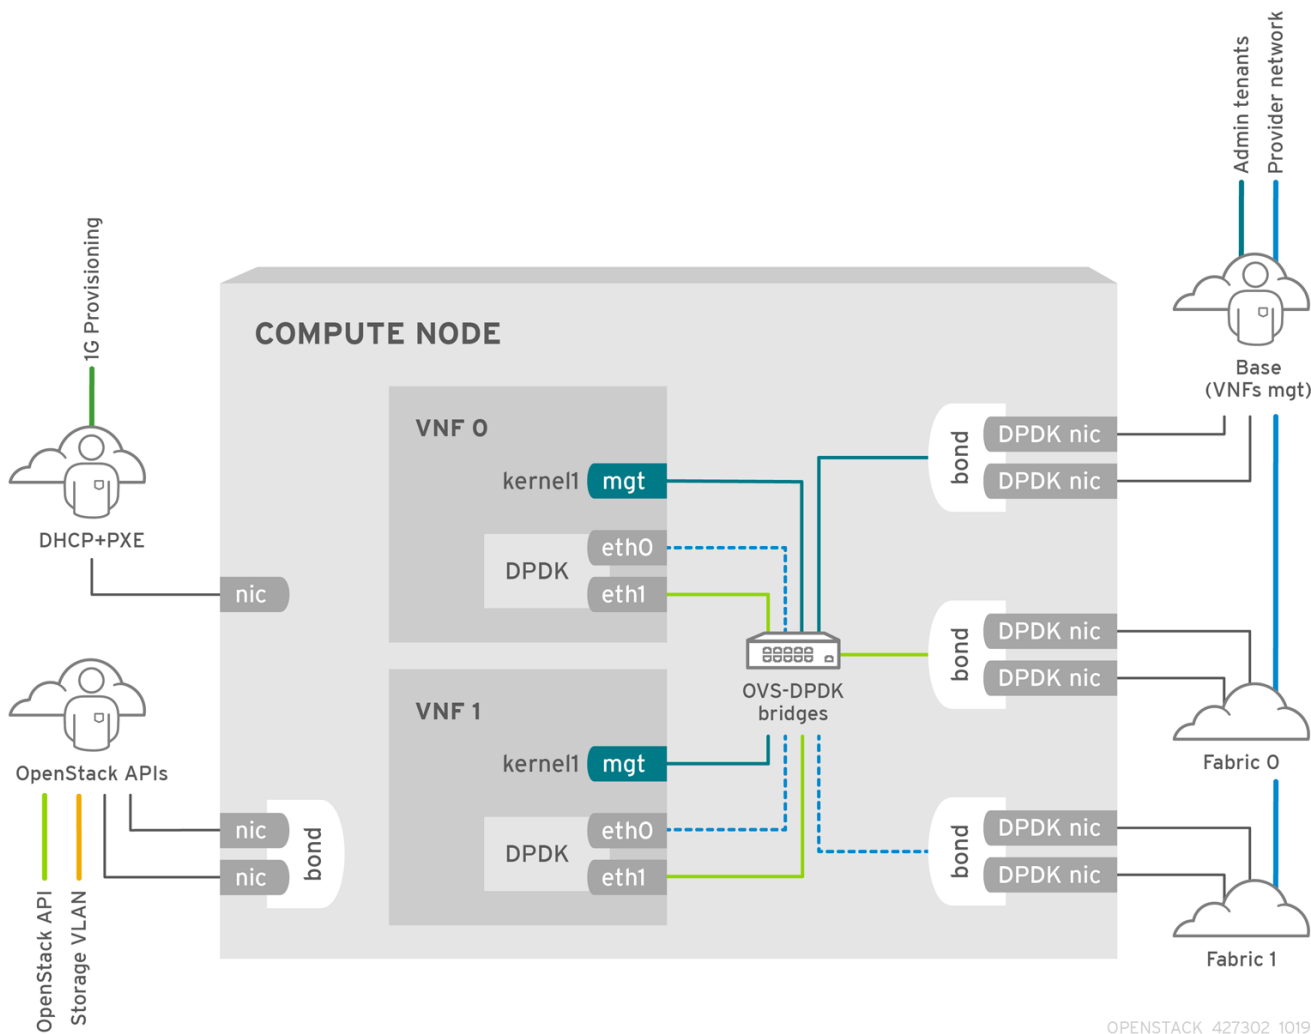 Admin tenants
Provider network
1G Provisioning
COMPUTE NODE
Base
(VNFs mgt)
VNF 0
bond
DPDK nic
DPDK nic
kernel1
mgt
DHCP+PXE
eth0
DPDK
eth1
nic
bond
DPDK nic
DPDK nic
OVS-DPDK
bridges
VNF 1
kernel1
mgt
Fabric 0
OpenStack APIs
nic
nic
bond
eth0
DPDK
eth1
bond
DPDK nic
DPDK nic
OpenStack API
Storage VLAN
Fabric 1
OPENSTACK_427302_1019